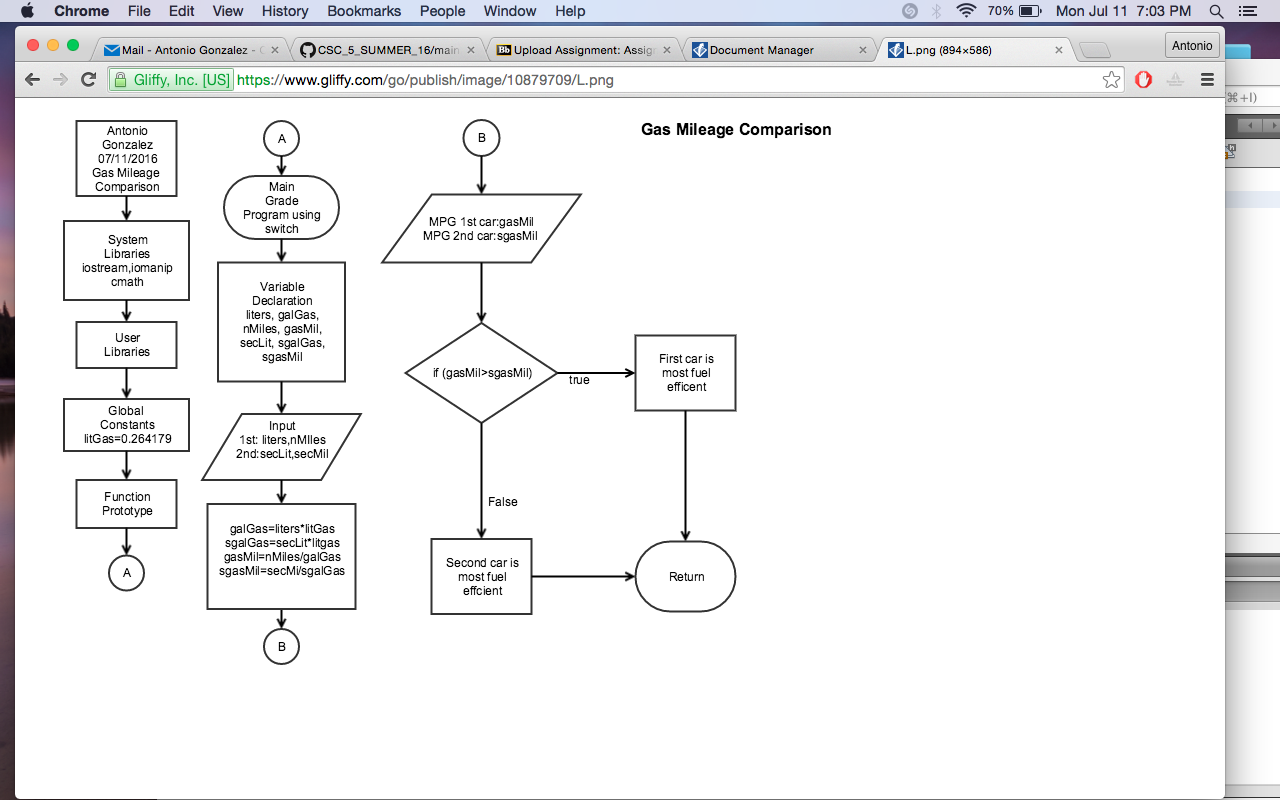 Chrome File Edit View History Bookmarks People Window Help 70% Mon Jul 11 7:03 PM
Mail - Antonio Gonzalez - CSC_5_SUMMER_16/main Bb Upload Assignment: Assig Document Manager L.png (894×586) Antonio
Gliffy, Inc. [US] https://www.gliffy.com/go/publish/image/10879709/L.png
⌘+I)
Gas Mileage Comparison
Antonio
Gonzalez
07/11/2016
Gas Mileage
Comparison
System
Libraries
iostream,iomanip
cmath
User
Libraries
Global
Constants
litGas=0.264179
Function
Prototype
A
A
Main
Grade
Program using
switch
Variable
Declaration
liters, galGas,
nMiles, gasMil,
secLit, sgalGas,
sgasMil
Input
1st: liters,nMIles
2nd:secLit,secMil
galGas=liters*litGas
sgalGas=secLit*litgas
gasMil=nMiles/galGas
sgasMil=secMi/sgalGas
B
B
MPG 1st car:gasMil
MPG 2nd car:sgasMil
if (gasMil>sgasMil)
true
First car is
most fuel
efficent
False
Second car is
most fuel
effcient
Return